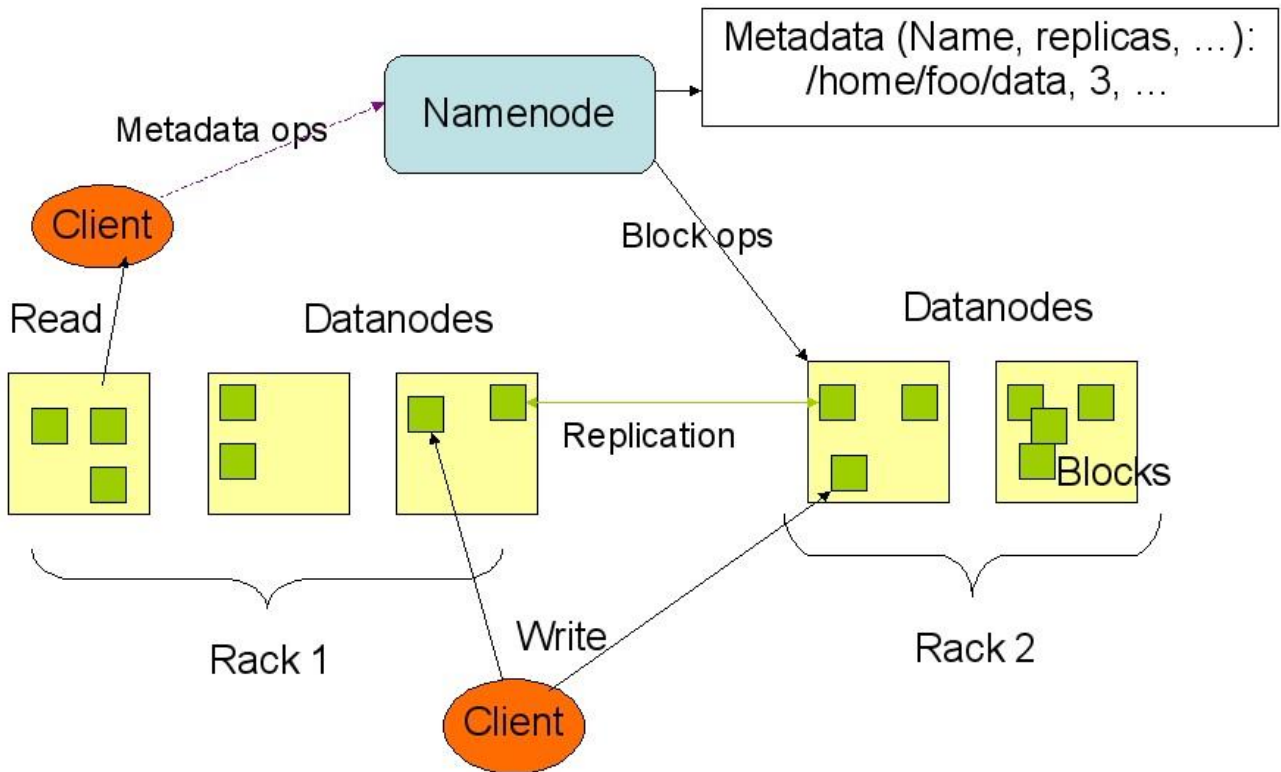 Metadata (Name, replicas, …):
/home/foo/data, 3, …
Namenode
Metadata ops
Client
Block ops
Read
Datanodes
Datanodes
Replication
Blocks
Rack 1
Write
Rack 2
Client